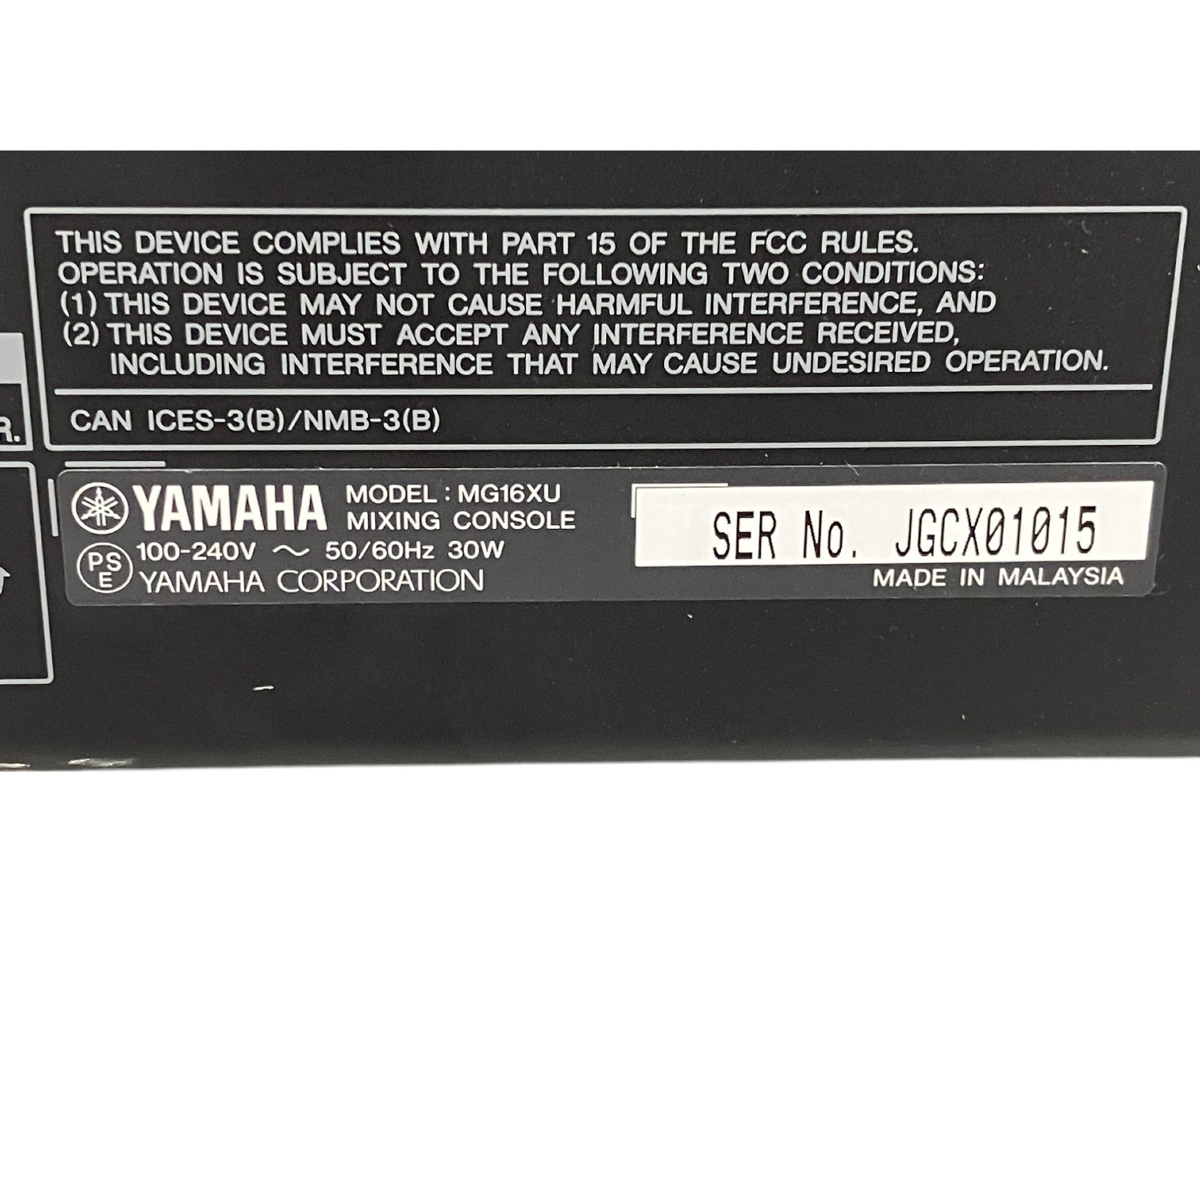 THIS DEVICE COMPLIES WITH PART 15 OF THE FCC RULES.
OPERATION IS SUBJECT TO THE FOLLOWING TWO CONDITIONS:
(1) THIS DEVICE MAY NOT CAUSE HARMFUL INTERFERENCE, AND
(2) THIS DEVICE MUST ACCEPT ANY INTERFERENCE RECEIVED,
INCLUDING INTERFERENCE THAT MAY CAUSE UNDESIRED OPERATION.
CAN ICES-3(B)/NMB-3(B)
YAMAHA
MODEL : MG16XU
MIXING CONSOLE
PS
E
100-240V ～ 50/60Hz 30W
YAMAHA CORPORATION
SER No. JGCX01015
MADE IN MALAYSIA